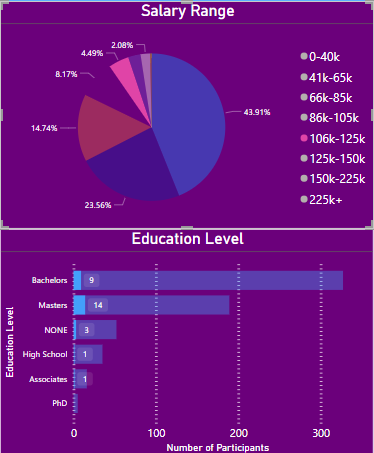 Salary Range
2.08%
4.49%
8.17%
14.74%
23.56%
43.91%
0-40k
41k-65k
66k-85k
86k-105k
106k-125k
125k-150k
150k-225k
225k+
Education Level
Education Level
Bachelors 9
Masters 14
NONE 3
High School 1
Associates 1
PhD
0 100 200 300
Number of Participants